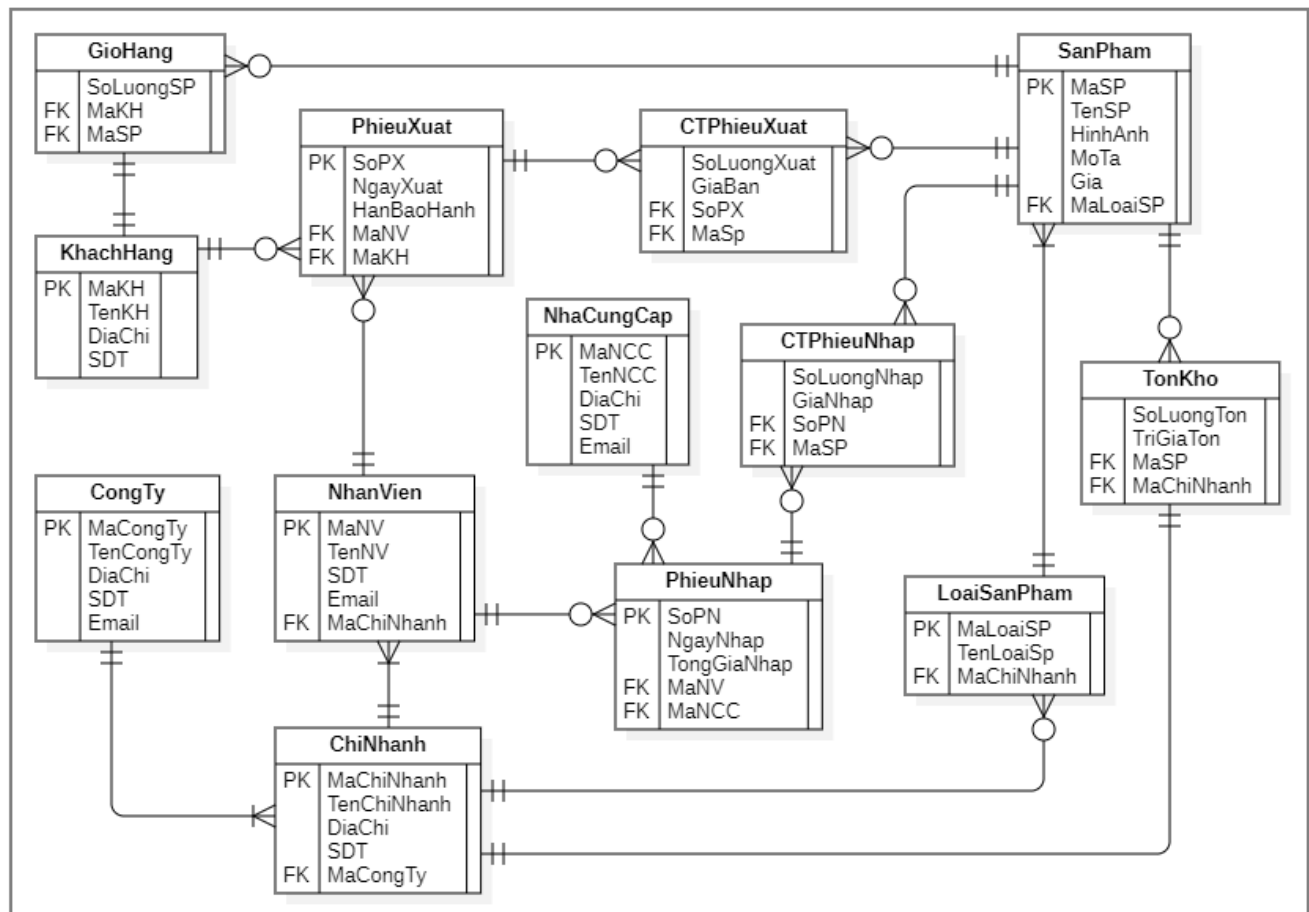 GioHang
SoLuongSP
FK MaKH
FK MaSP
SanPham
PK MaSP
TenSP
HinhAnh
MoTa
Gia
FK MaLoaiSP
PhieuXuat
PK SoPX
NgayXuat
HanBaoHanh
FK MaNV
FK MaKH
CTPhieuXuat
SoLuongXuat
GiaBan
FK SoPX
FK MaSp
KhachHang
PK MaKH
TenKH
DiaChi
SDT
NhaCungCap
PK MaNCC
TenNCC
DiaChi
SDT
Email
CTPhieuNhap
SoLuongNhap
GiaNhap
FK SoPN
FK MaSP
TonKho
SoLuongTon
TriGiaTon
FK MaSP
FK MaChiNhanh
CongTy
PK MaCongTy
TenCongTy
DiaChi
SDT
Email
NhanVien
PK MaNV
TenNV
SDT
Email
FK MaChiNhanh
PhieuNhap
PK SoPN
NgayNhap
TongGiaNhap
FK MaNV
FK MaNCC
LoaiSanPham
PK MaLoaiSP
TenLoaiSp
FK MaChiNhanh
ChiNhanh
PK MaChiNhanh
TenChiNhanh
DiaChi
SDT
FK MaCongTy